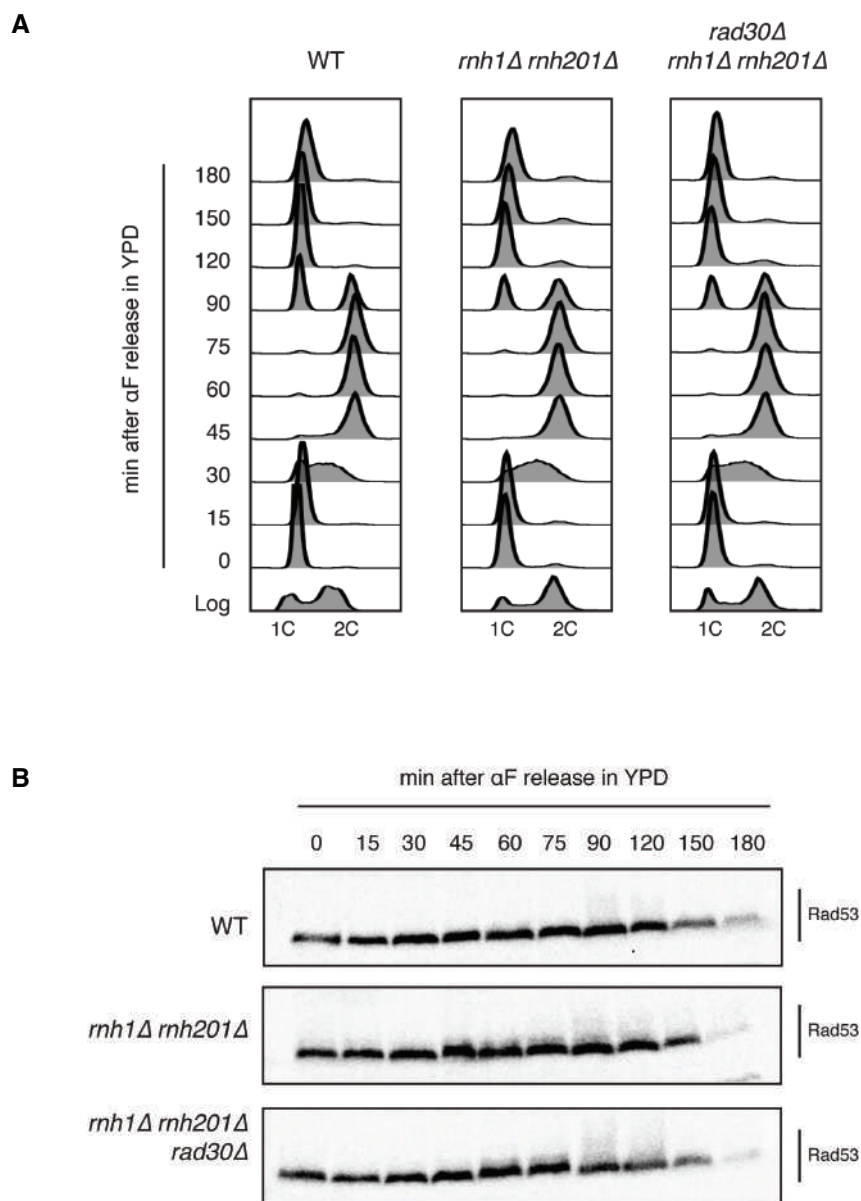 A
WT
rnh1Δ rnh201Δ
rad30Δ
rnh1Δ rnh201Δ
min after αF release in YPD
180
150
120
90
75
60
45
30
15
0
Log
1C 2C
1C 2C
1C 2C
B
min after αF release in YPD
0 15 30 45 60 75 90 120 150 180
WT
Rad53
rnh1Δ rnh201Δ
Rad53
rnh1Δ rnh201Δ
rad30Δ
Rad53